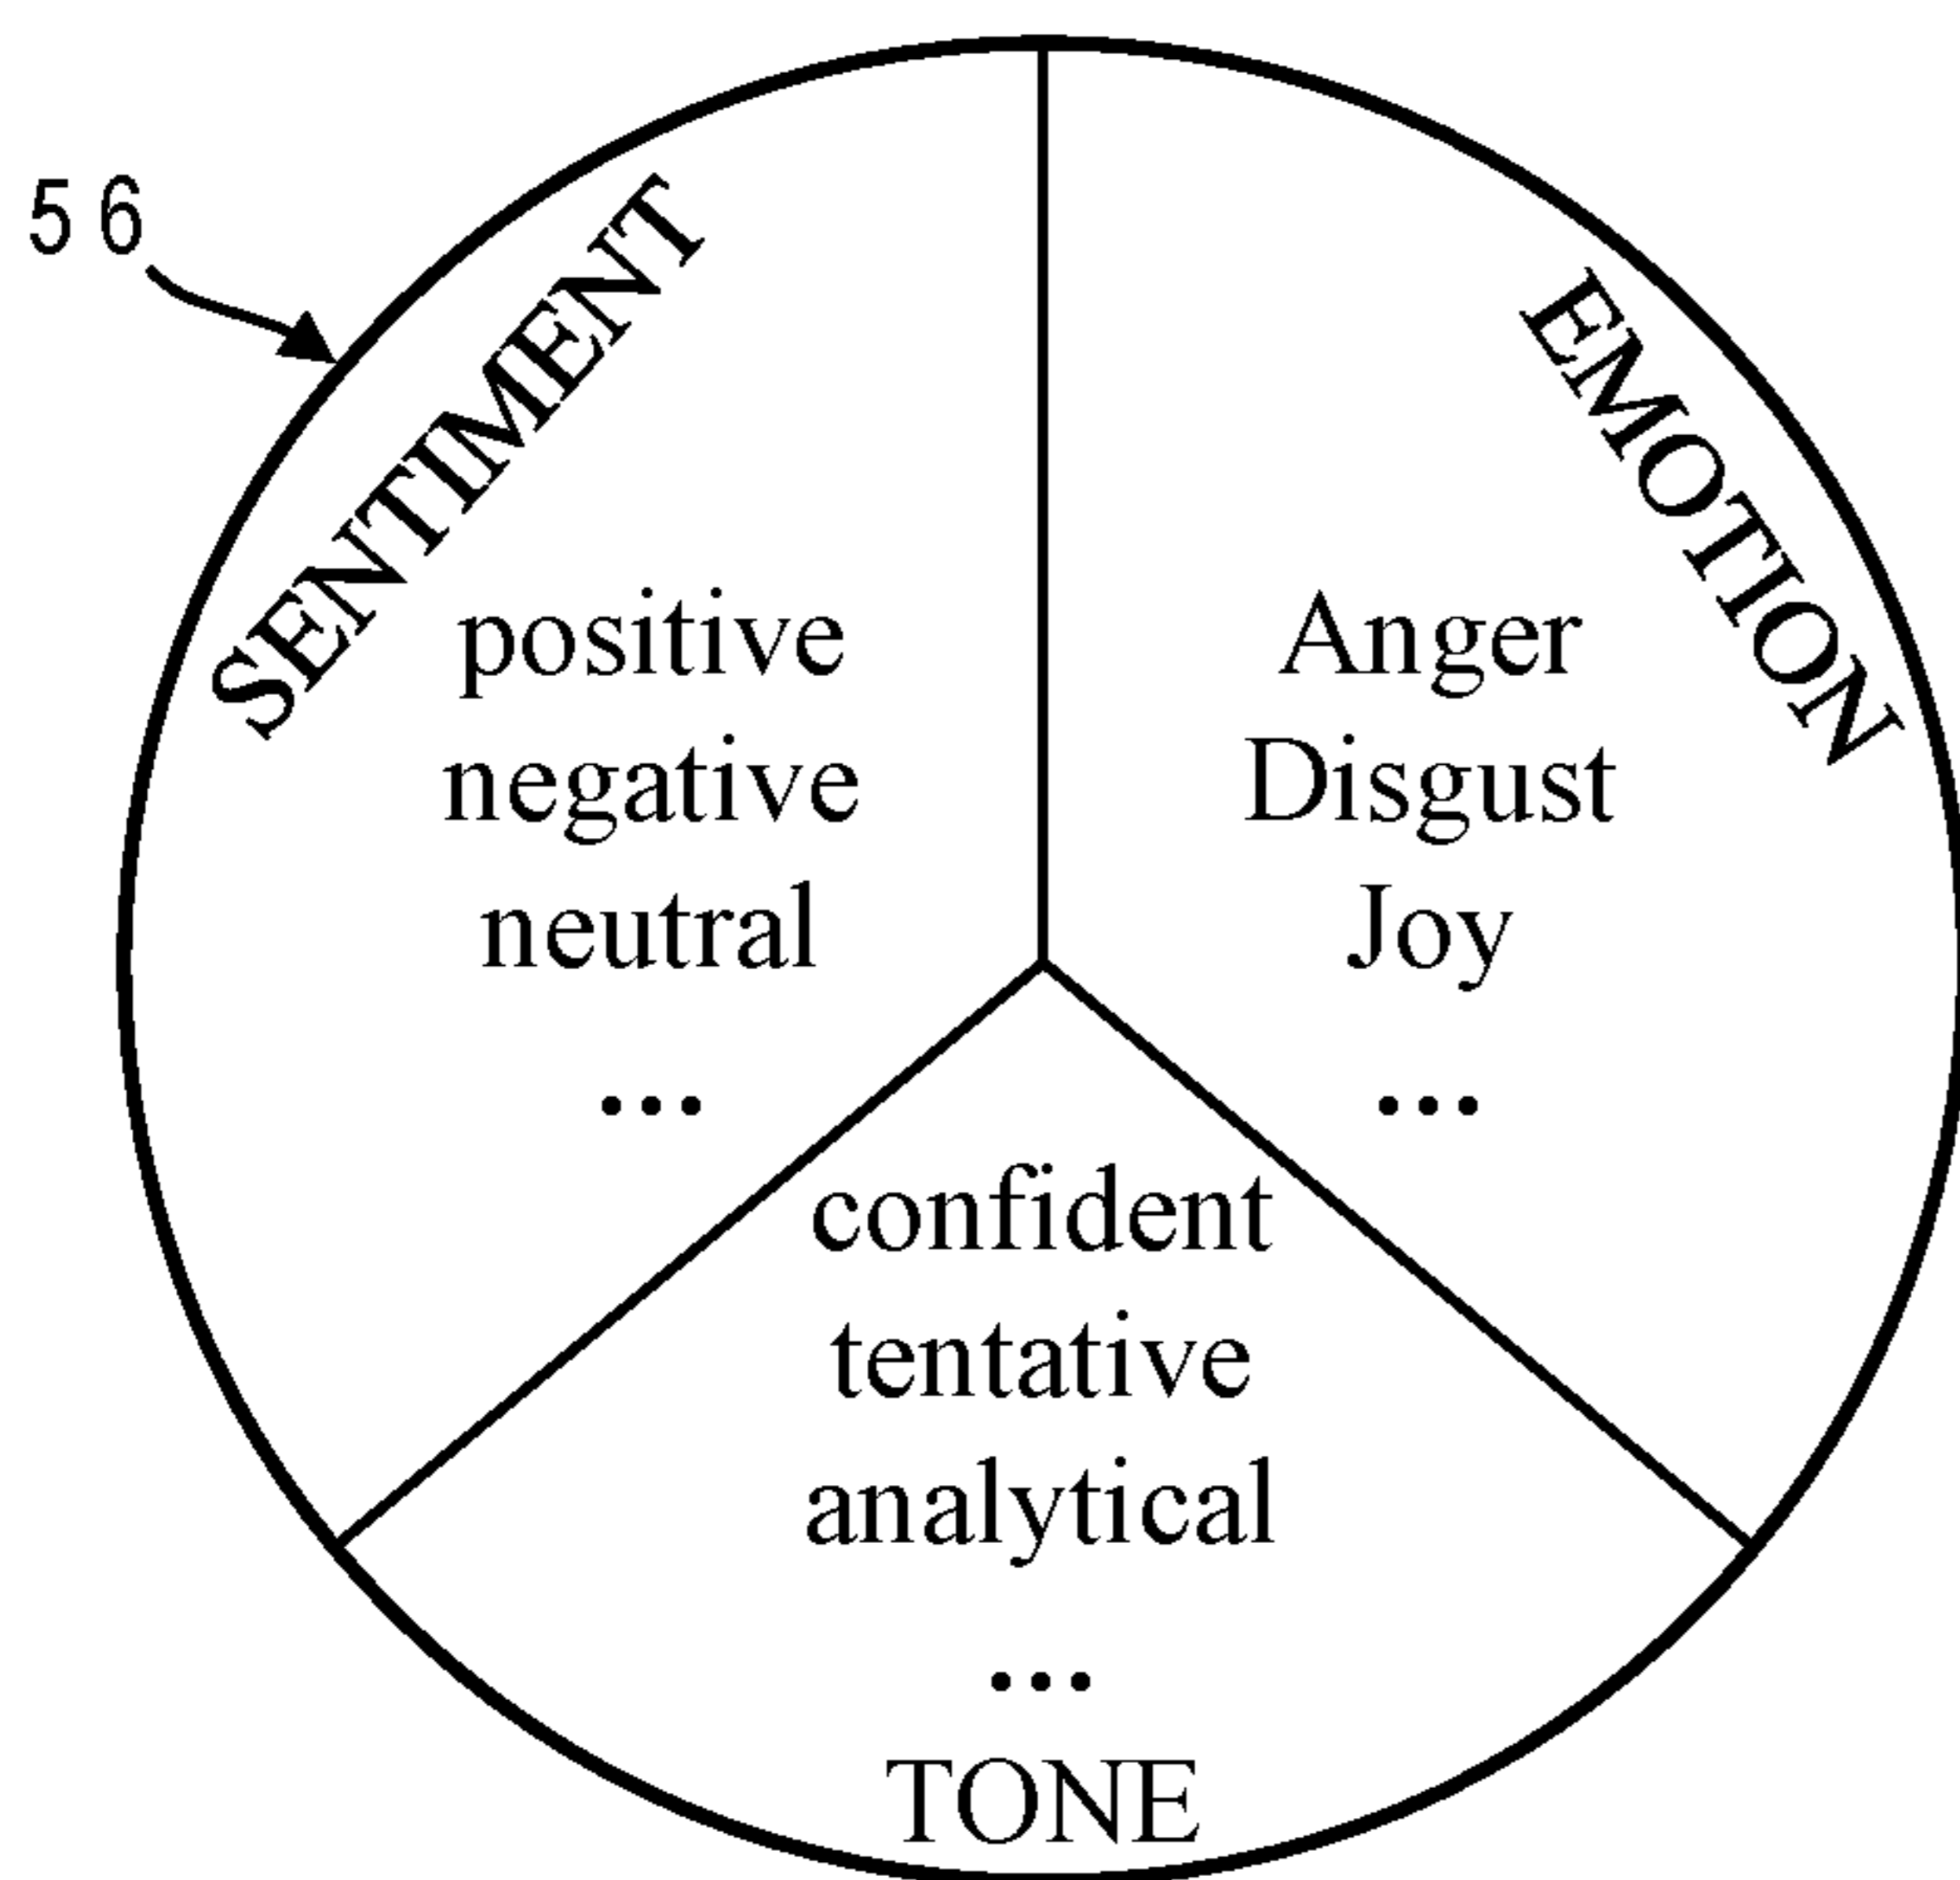 56
SENTIMENT
positive
negative
neutral
...
EMOTION
Anger
Disgust
Joy
...
confident
tentative
analytical
...
TONE